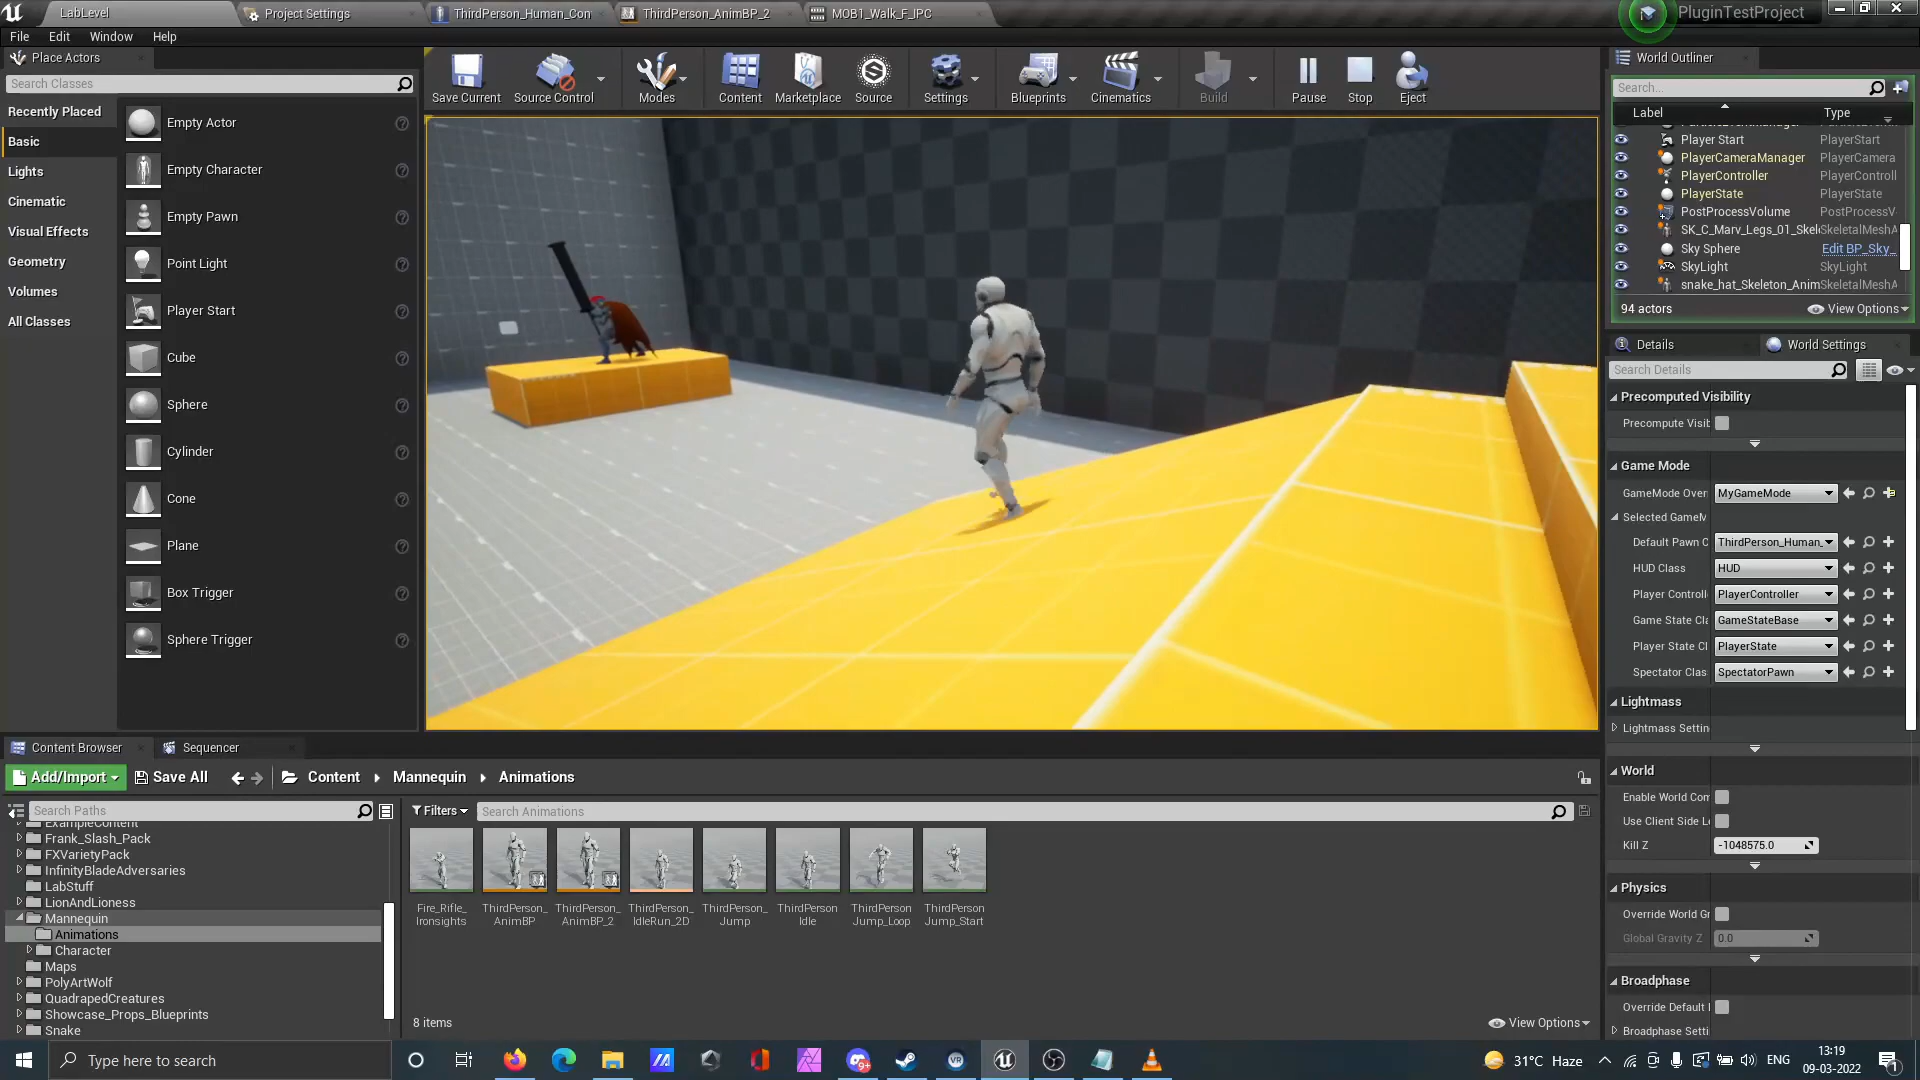 LabLevel
Project Settings
ThirdPerson_Human_Con
ThirdPerson_AnimBP_2
MOB1_Walk_F_IPC
PluginTestProject
File Edit Window Help
Place Actors
Search Classes
Recently Placed
Basic
Lights
Cinematic
Visual Effects
Geometry
Volumes
All Classes
Empty Actor
Empty Character
Empty Pawn
Point Light
Player Start
Cube
Sphere
Cylinder
Cone
Plane
Box Trigger
Sphere Trigger
Save Current
Source Control
Modes
Content
Marketplace
Source
Settings
Blueprints
Cinematics
Build
Pause
Stop
Eject
World Outliner
Search...
Label Type
Player Start PlayerStart
PlayerCameraManager PlayerCamera
PlayerController PlayerControll
PlayerState PlayerState
PostProcessVolume PostProcessV
SK_C_Marv_Legs_01_Skel SkeletalMeshA
Sky Sphere Edit BP_Sky_
SkyLight SkyLight
snake_hat_Skeleton_Anim SkeletalMeshA
94 actors View Options
Details World Settings
Search Details
Precomputed Visibility
Precompute Visib
Game Mode
GameMode Over MyGameMode
Selected GameM
Default Pawn C ThirdPerson_Human_
HUD Class HUD
Player Controll PlayerController
Game State Cla GameStateBase
Player State Cl PlayerState
Spectator Clas SpectatorPawn
Lightmass
Lightmass Settin
World
Enable World Com
Use Client Side L
Kill Z -1048575.0
Physics
Override World Gr
Global Gravity Z 0.0
Broadphase
Override Default
Broadphase Setti
Content Browser Sequencer
Add/Import Save All Content Mannequin Animations
Search Paths
ExampleContent
Frank_Slash_Pack
FXVarietyPack
InfinityBladeAdversaries
LabStuff
LionAndLioness
Mannequin
Animations
Character
Maps
PolyArtWolf
QuadrapedCreatures
Showcase_Props_Blueprints
Snake
Filters Search Animations
Fire_Rifle_
Ironsights
ThirdPerson_
AnimBP
ThirdPerson_
AnimBP_2
ThirdPerson_
IdleRun_2D
ThirdPerson_
Jump
ThirdPerson
Idle
ThirdPerson
Jump_Loop
ThirdPerson
Jump_Start
8 items View Options
Type here to search
31°C Haze
ENG
13:19
09-03-2022